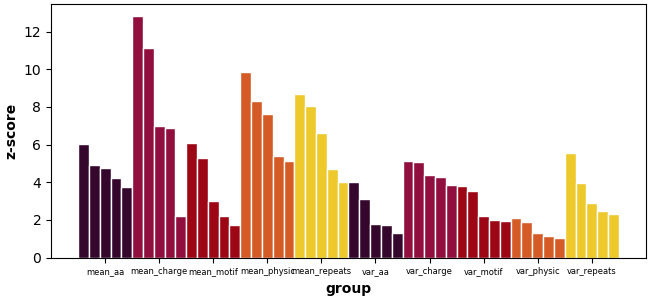 12
10
8
6
4
2
0
z-score
mean_aa mean_charge mean_motif mean_physic mean_repeats var_aa var_charge var_motif var_physic var_repeats
group